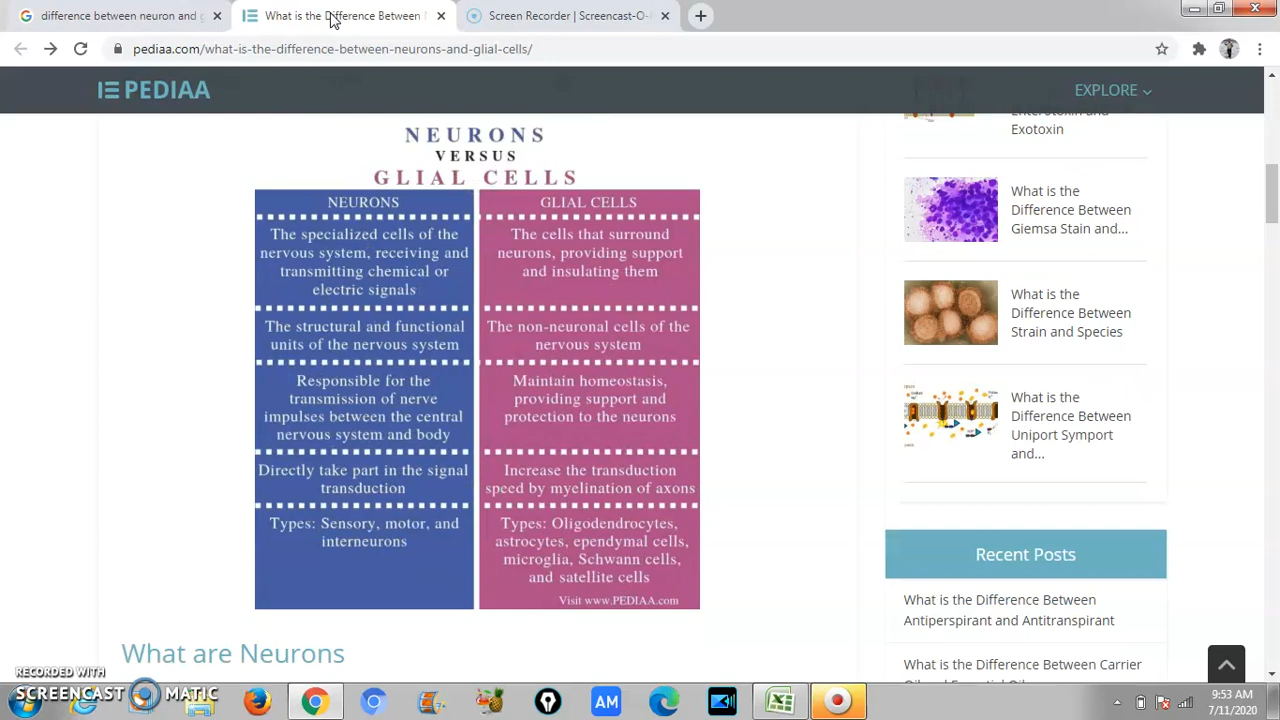 difference between neuron and g
What is the Difference Between N
Screen Recorder | Screencast-O-
pediaa.com/what-is-the-difference-between-neurons-and-glial-cells/
PEDIAA
EXPLORE
NEURONS
VERSUS
GLIAL CELLS
NEURONS
The specialized cells of the
nervous system, receiving and
transmitting chemical or
electric signals
The structural and functional
units of the nervous system
Responsible for the
transmission of nerve
impulses between the central
nervous system and body
Directly take part in the signal
transduction
Types: Sensory, motor, and
interneurons
GLIAL CELLS
The cells that surround
neurons, providing support
and insulating them
The non-neuronal cells of the
nervous system
Maintain homeostasis,
providing support and
protection to the neurons
Increase the transduction
speed by myelination of axons
Types: Oligodendrocytes,
astrocytes, ependymal cells,
microglia, Schwann cells,
and satellite cells
Visit www.PEDIAA.com
What are Neurons
Enterotoxin and
Exotoxin
What is the
Difference Between
Giemsa Stain and...
What is the
Difference Between
Strain and Species
What is the
Difference Between
Uniport Symport
and...
Recent Posts
What is the Difference Between
Antiperspirant and Antitranspirant
What is the Difference Between Carrier
Oil and Essential Oil
RECORDED WITH
SCREENCAST MATIC
AM
9:53 AM
7/11/2020